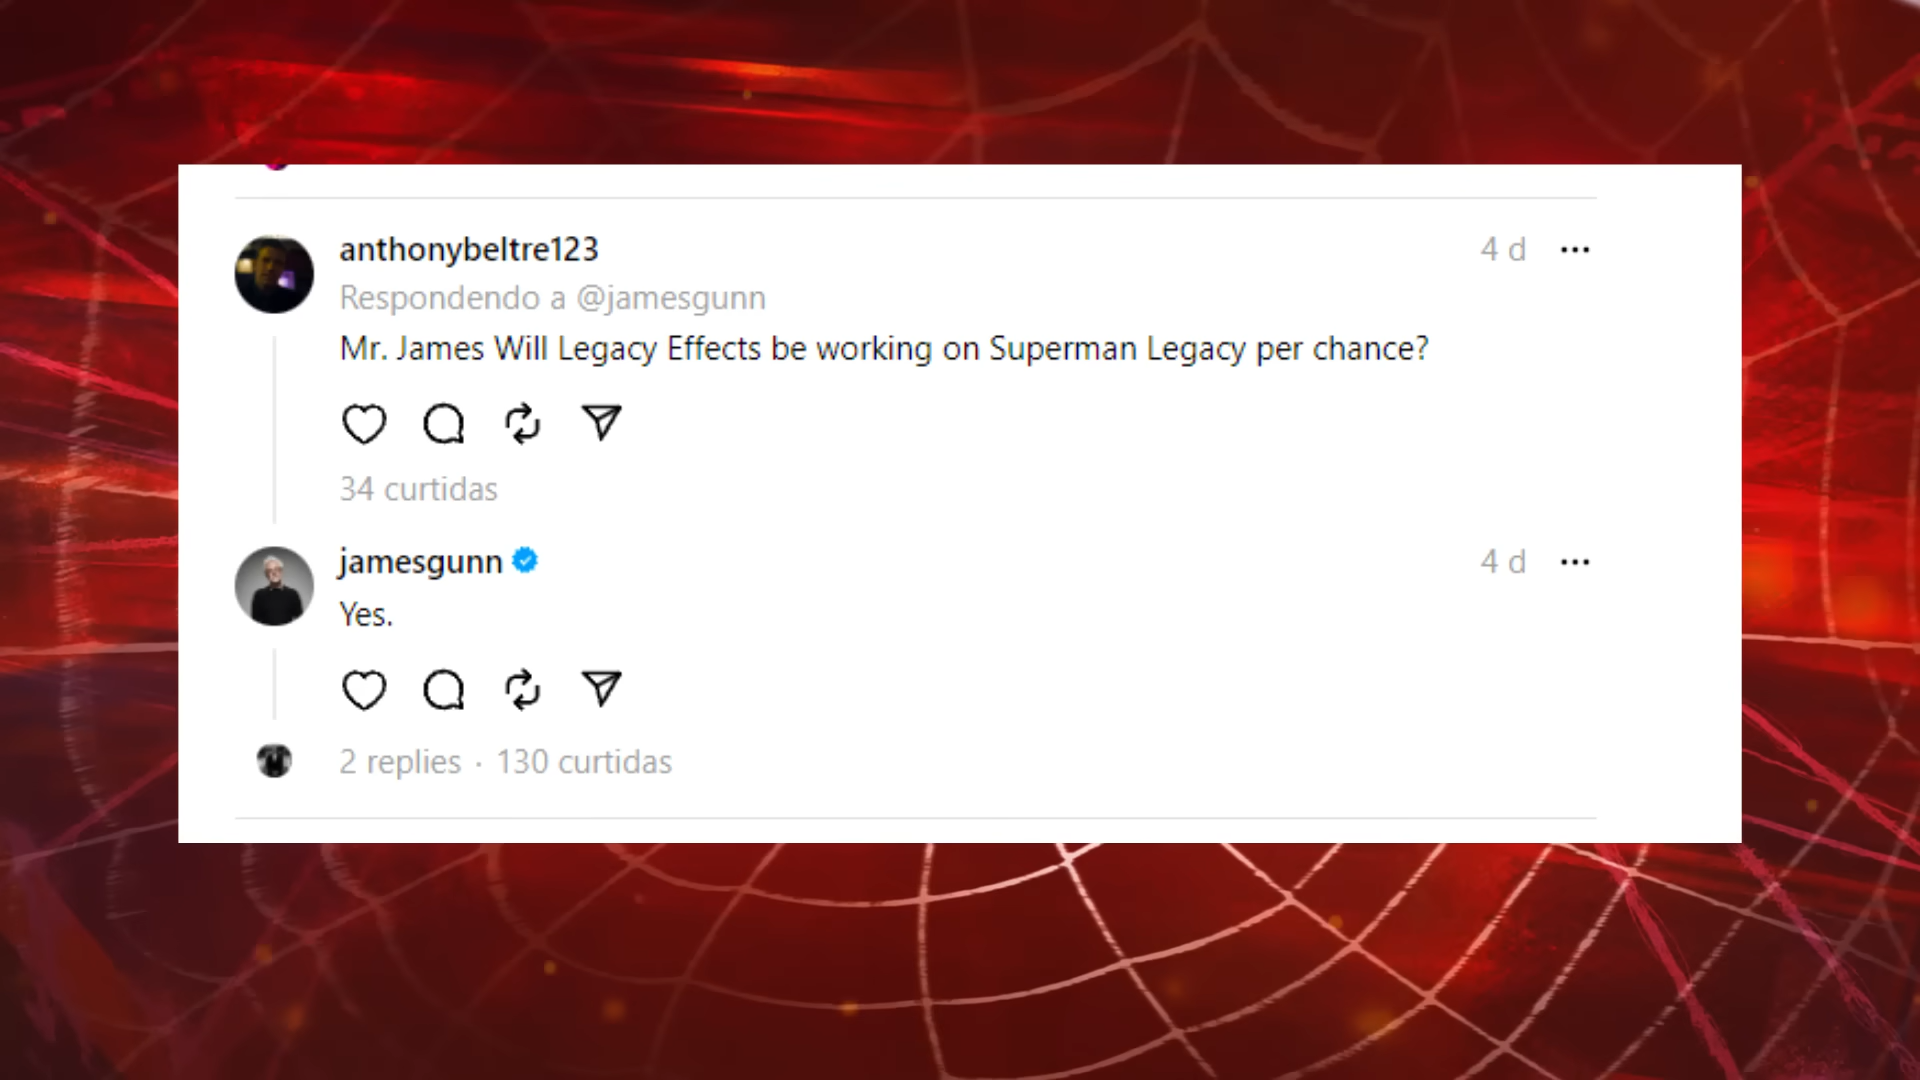 anthonybeltre123
4 d
Respondendo a @jamesgunn
Mr. James Will Legacy Effects be working on Superman Legacy per chance?
34 curtidas
jamesgunn
4 d
Yes.
2 replies · 130 curtidas